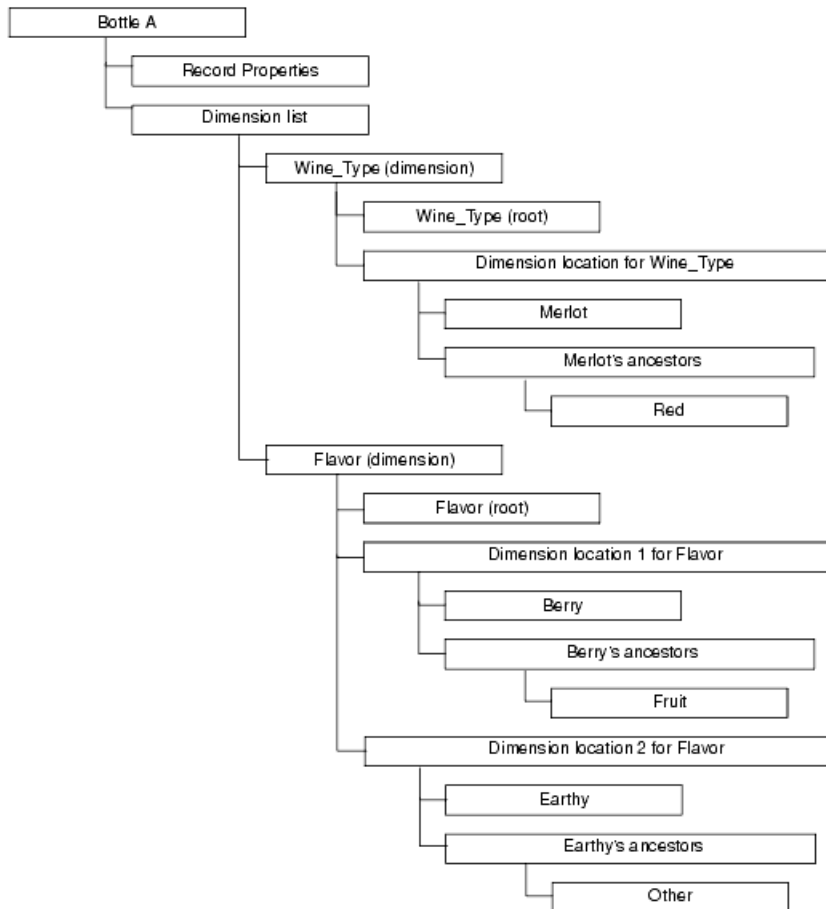 Bottle A
Record Properties
Dimension list
Wine_Type (dimension)
Wine_Type (root)
Dimension location for Wine_Type
Merlot
Merlot's ancestors
Red
Flavor (dimension)
Flavor (root)
Dimension location 1 for Flavor
Berry
Berry's ancestors
Fruit
Dimension location 2 for Flavor
Earthy
Earthy's ancestors
Other